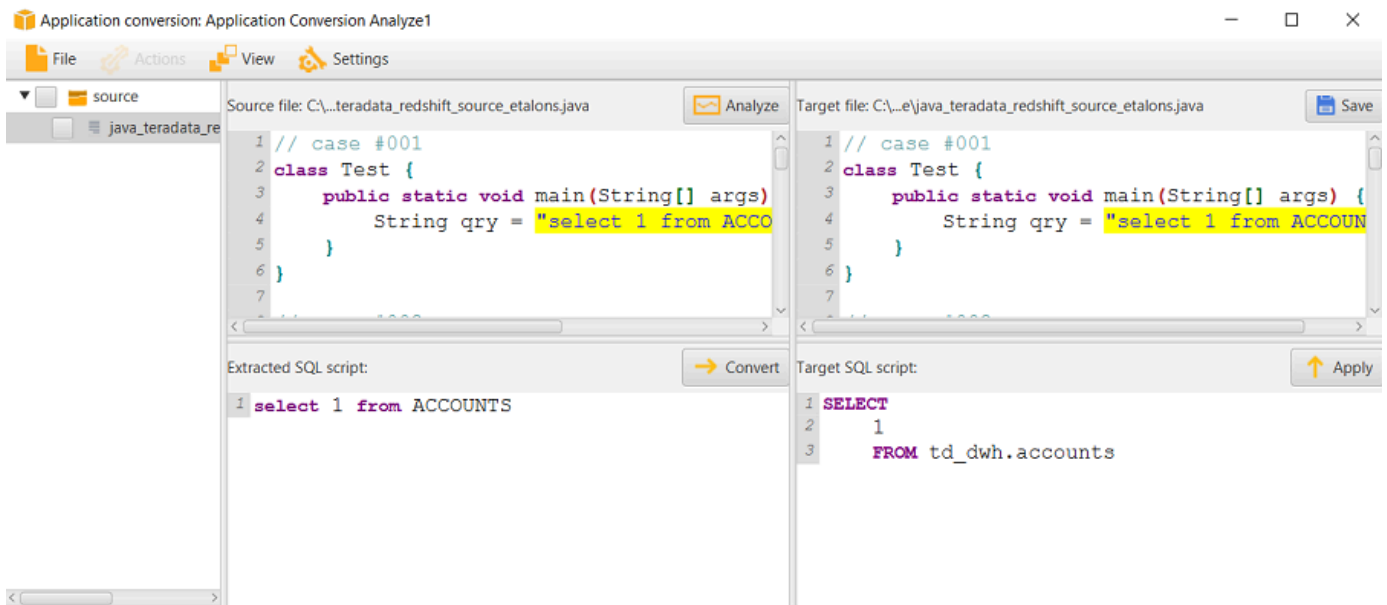 Application conversion: Application Conversion Analyze1
File Actions View Settings
source
java_teradata_re
Source file: C:\...teradata_redshift_source_etalons.java
Analyze
1 // case #001
2 class Test {
3 public static void main(String[] args)
4 String qry = "select 1 from ACCO
5 }
6 }
7
Target file: C:\...e\java_teradata_redshift_source_etalons.java
Save
1 // case #001
2 class Test {
3 public static void main(String[] args) {
4 String qry = "select 1 from ACCOUN
5 }
6 }
7
Extracted SQL script:
Convert
1 select 1 from ACCOUNTS
Target SQL script:
Apply
1 SELECT
2 1
3 FROM td_dwh.accounts